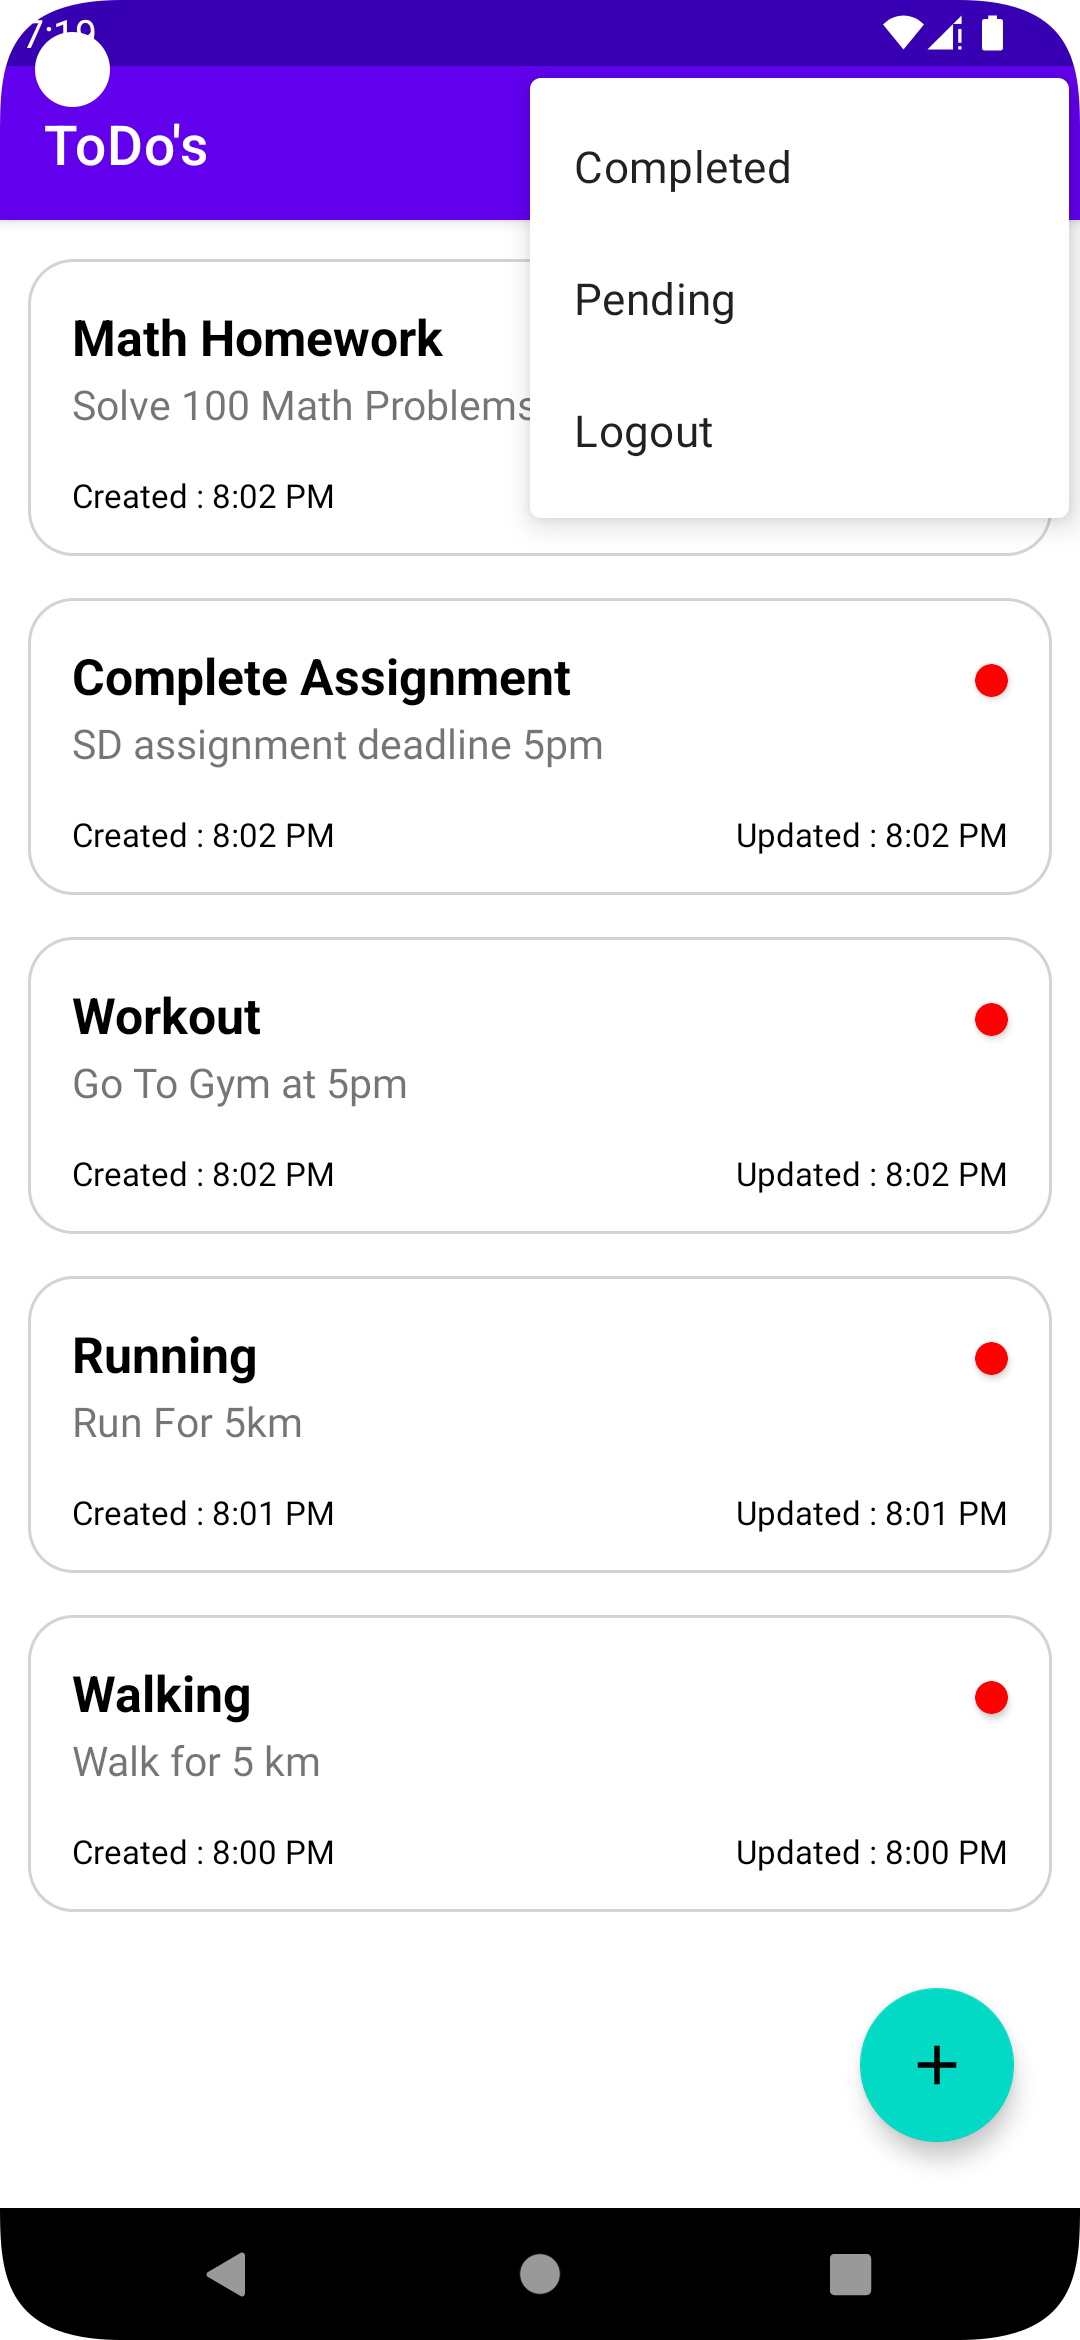 7:19
ToDo's
Completed
Pending
Logout
Math Homework
Solve 100 Math Problems
Created : 8:02 PM
Complete Assignment
SD assignment deadline 5pm
Created : 8:02 PM
Updated : 8:02 PM
Workout
Go To Gym at 5pm
Created : 8:02 PM
Updated : 8:02 PM
Running
Run For 5km
Created : 8:01 PM
Updated : 8:01 PM
Walking
Walk for 5 km
Created : 8:00 PM
Updated : 8:00 PM